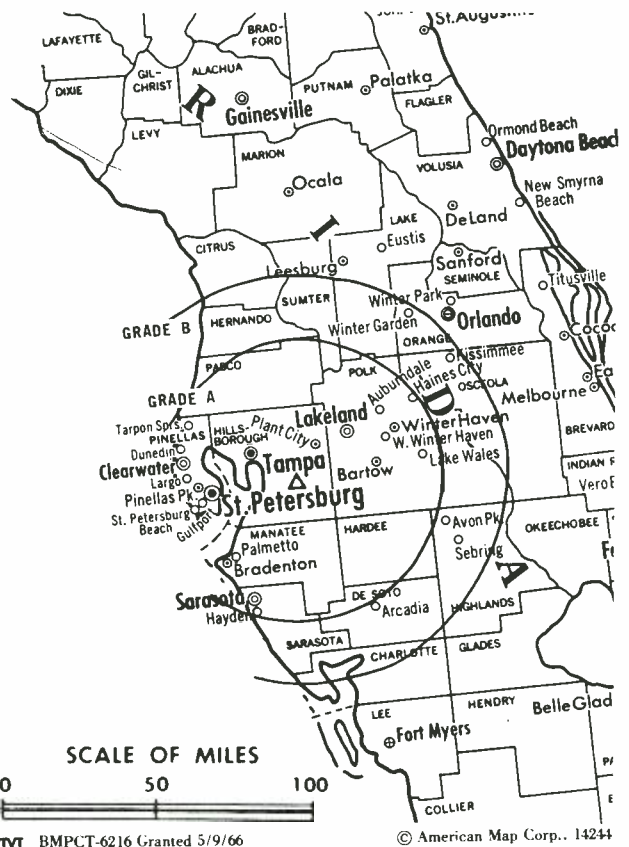 St. Augustine
LAFAYETTE
BRAD-
FORD
GIL-
CHRIST
ALACHUA
DIXIE
PUTNAM
Palatka
R
Gainesville
FLAGLER
LEVY
Ormond Beach
MARION
Daytona Beach
VOLUSIA
Ocala
New Smyrna
Beach
LAKE
DeLand
I
CITRUS
Eustis
Leesburg
Sanford
SEMINOLE
Titusville
SUMTER
Winter Park
GRADE B
HERNANDO
Winter Garden
Orlando
ORANGE
Cocoa
PASCO
Kissimmee
POLK
Auburndale
Haines City
OSCEOLA
GRADE A
D
Melbourne
Ea
Tarpon Sprs.
PINELLAS
HILLS-
BOROUGH
Plant City
Lakeland
Winter Haven
BREVARD
Dunedin
W. Winter Haven
Clearwater
Tampa
Lake Wales
Largo
Bartow
INDIAN R
Pinellas Pk
St. Petersburg
Vero B
St. Petersburg
Beach
Gulfport
MANATEE
HARDEE
Avon Pk.
OKEECHOBEE
Palmetto
Sebring
F
Bradenton
A
Sarasota
DE SOTO
Hayden
Arcadia
HIGHLANDS
SARASOTA
CHARLOTTE
GLADES
LEE
HENDRY
Belle Glad
Fort Myers
SCALE OF MILES
PA
0 50 100
COLLIER
TVT BMPCT-6216 Granted 5/9/66
© American Map Corp., 14244